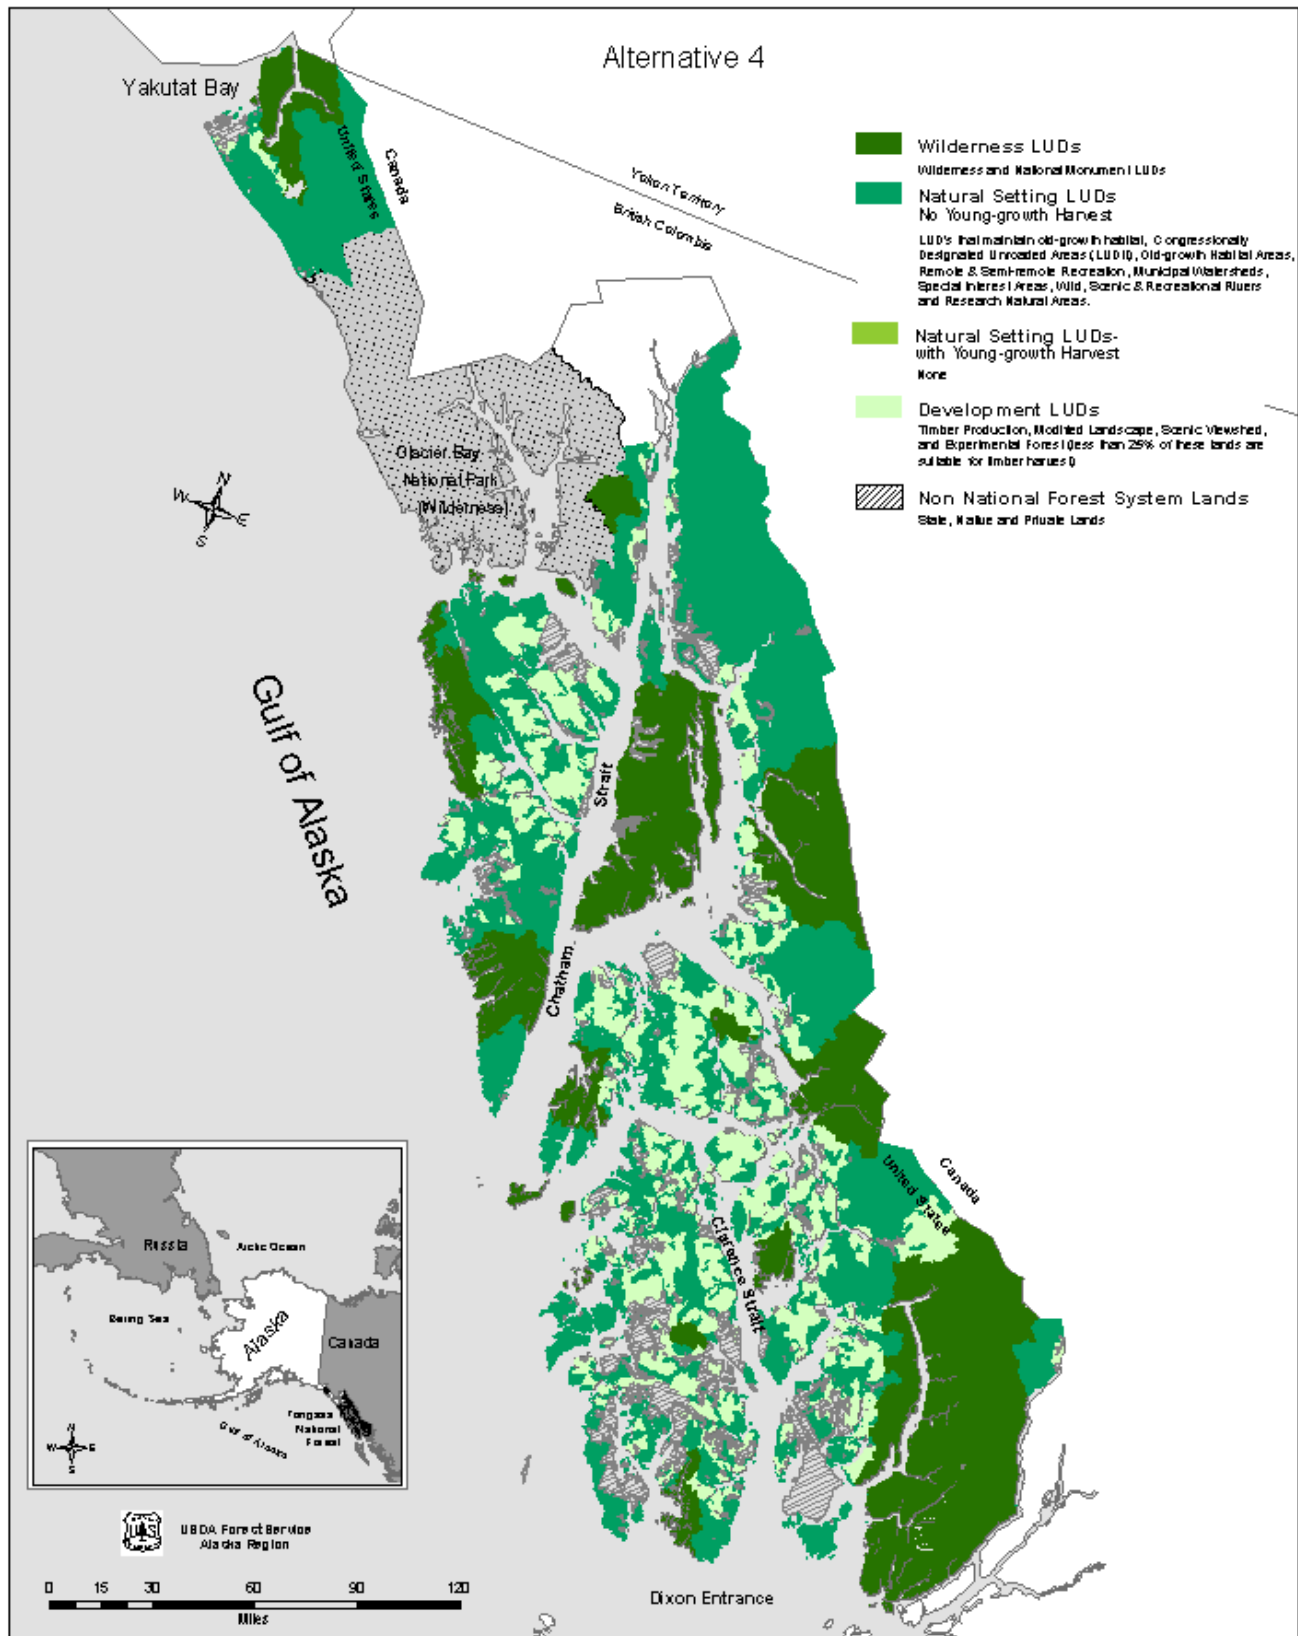 Alternative 4
Yakutat Bay
United States
Canada
Yukon Territory
British Columbia
Wilderness LUDs
Wilderness and National Monument LUDs
Natural Setting LUDs
No Young-growth Harvest
LUD's that maintain old-growth habitat, Congressionally
Designated Unroaded Areas (LUDII), Old-growth Habitat Areas,
Remote & Semi-remote Recreation, Municipal Watersheds,
Special Interest Areas, Wild, Scenic & Recreational Rivers
and Research Natural Areas.
Natural Setting LUDs-
with Young-growth Harvest
None
Development LUDs
Timber Production, Modified Landscape, Scenic Viewshed,
and Experimental Forest (less than 25% of these lands are
suitable for timber harvest)
Non National Forest System Lands
State, Native and Private Lands
Glacier Bay
National Park
(Wilderness)
N
W
E
S
Gulf of Alaska
Chatham
Strait
Clarence Strait
United States
Canada
Russia
Arctic Ocean
Bering Sea
Alaska
Canada
Tongass
National
Forest
Gulf of Alaska
N
W
E
S
USDA Forest Service
Alaska Region
0 15 30 60 90 120
Miles
Dixon Entrance